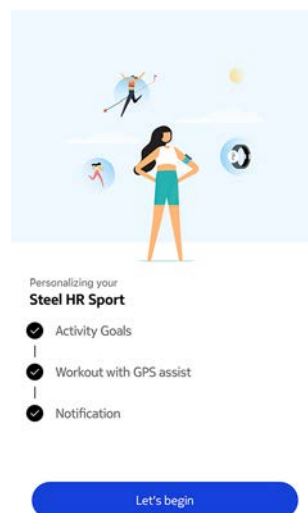 Personalizing your
Steel HR Sport
Activity Goals
Workout with GPS assist
Notification
Let's begin